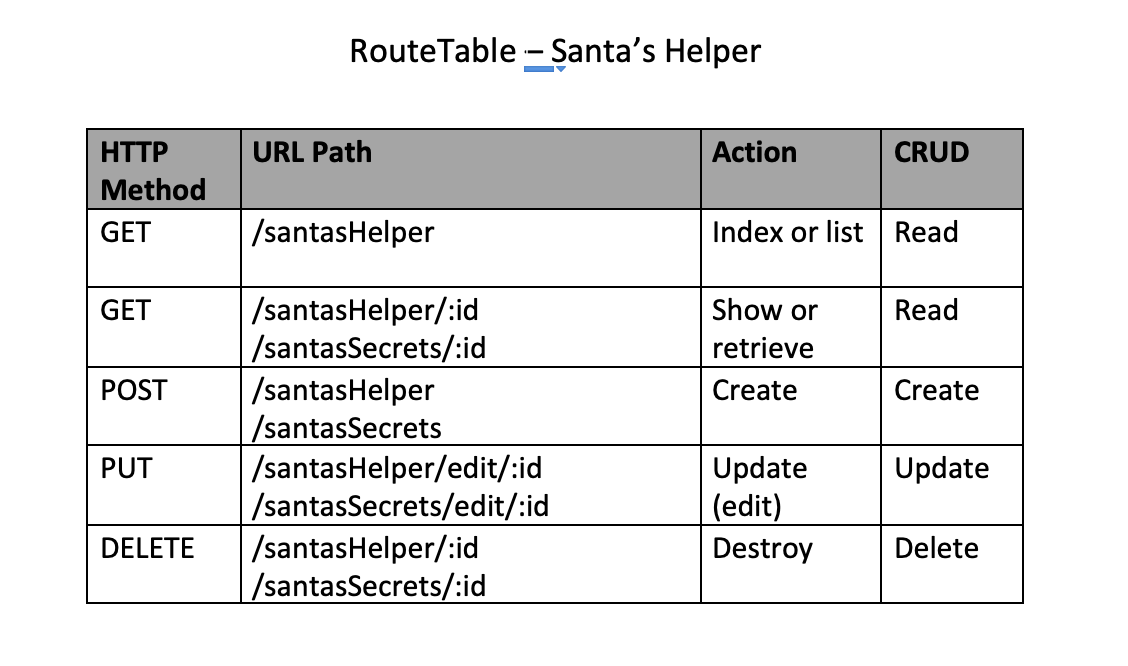 RouteTable – Santa’s Helper
HTTP Method URL Path Action CRUD
GET /santasHelper Index or list Read
GET /santasHelper/:id Show or Read
/santasSecrets/:id retrieve
POST /santasHelper Create Create
/santasSecrets
PUT /santasHelper/edit/:id Update Update
/santasSecrets/edit/:id (edit)
DELETE /santasHelper/:id Destroy Delete
/santasSecrets/:id